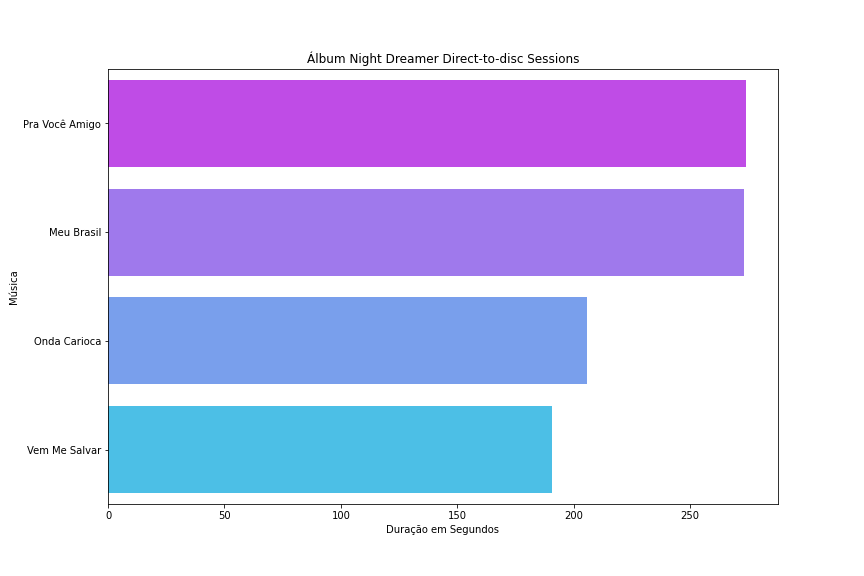 Álbum Night Dreamer Direct-to-disc Sessions
Pra Você Amigo
Meu Brasil
Onda Carioca
Vem Me Salvar
Música
0 50 100 150 200 250
Duração em Segundos